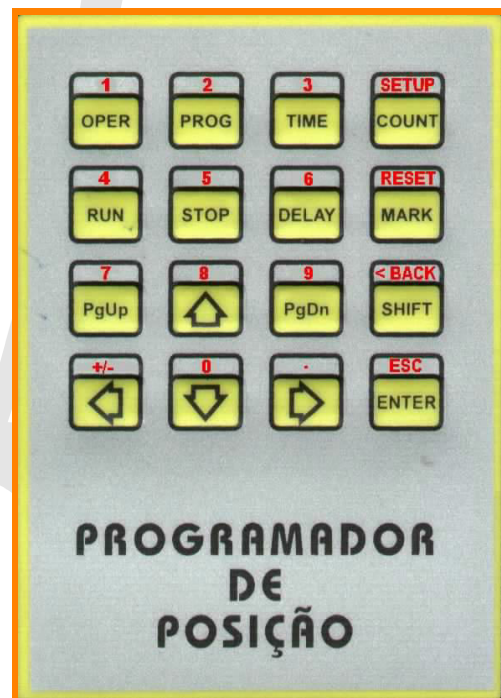 1 2 3 SETUP
OPER PROG TIME COUNT
4 5 6 RESET
RUN STOP DELAY MARK
7 8 9 < BACK
PgUp PgDn SHIFT
+/- 0 . ESC
ENTER
PROGRAMADOR
DE
POSIÇÃO